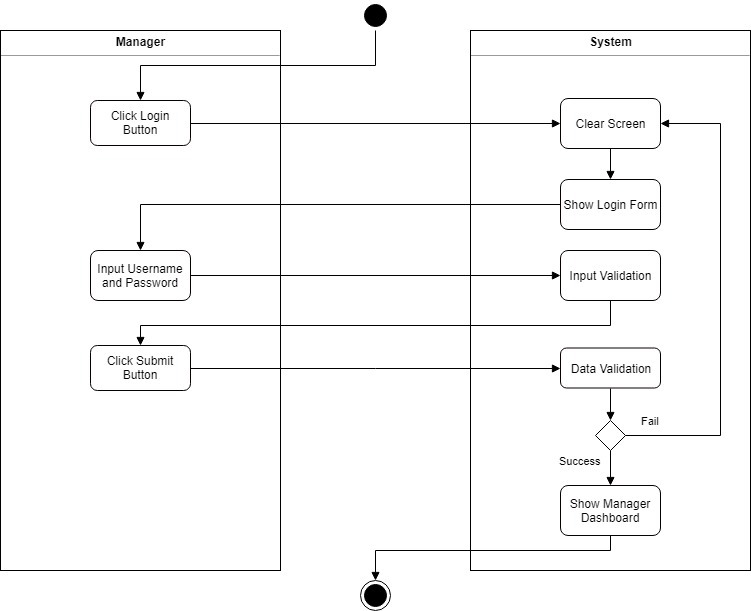 Manager
System
Click Login
Button
Clear Screen
Show Login Form
Input Username
and Password
Input Validation
Click Submit
Button
Data Validation
Fail
Success
Show Manager
Dashboard